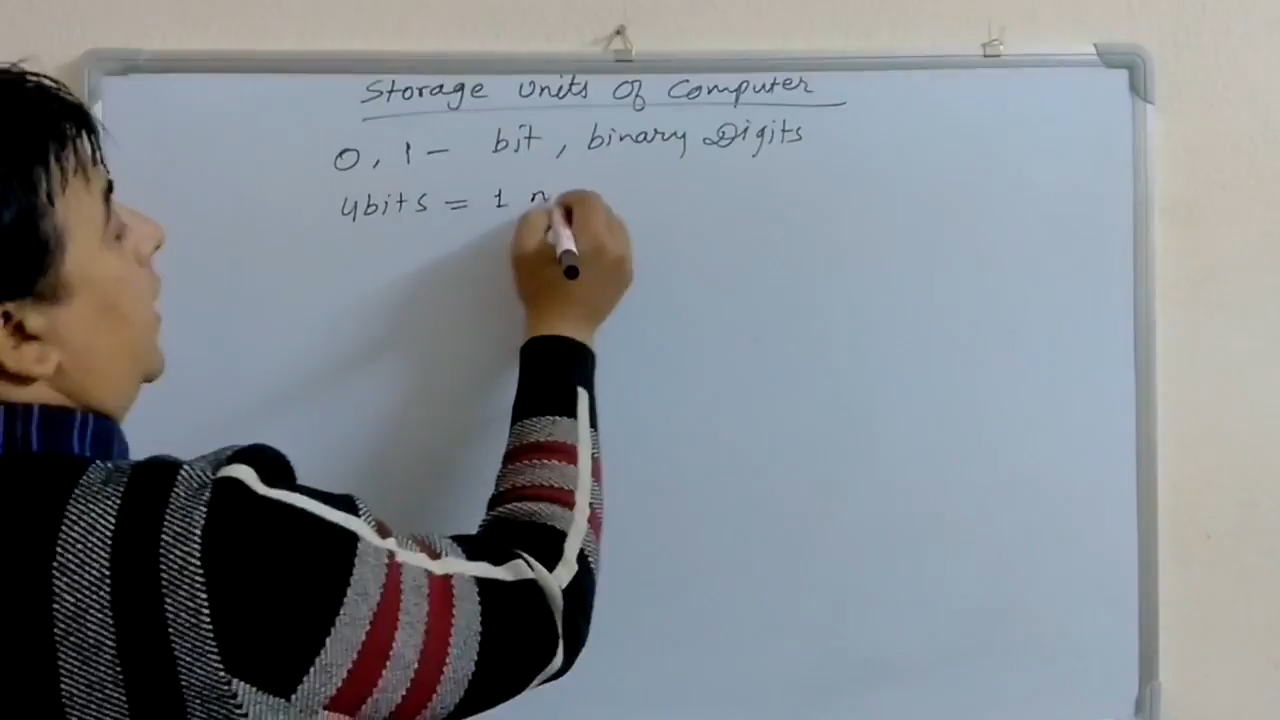 Storage Units Of Computer
0, 1 - bit, binary Digits
4bits = 1 n